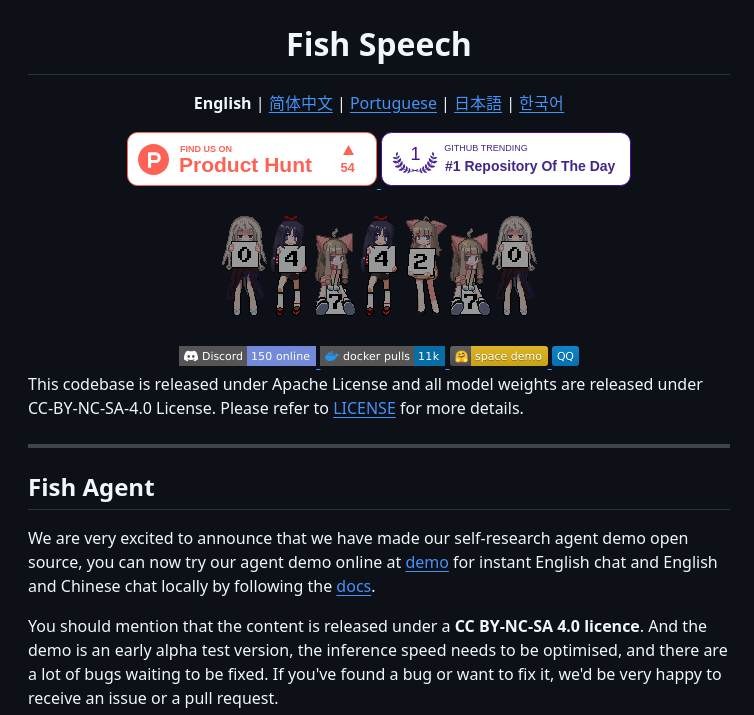 Fish Speech
English | 简体中文 | Portuguese | 日本語 | 한국어
FIND US ON
Product Hunt
54
1
GITHUB TRENDING
#1 Repository Of The Day
0 4 7 4 2 7 0
Discord 150 online docker pulls 11k space demo QQ
This codebase is released under Apache License and all model weights are released under
CC-BY-NC-SA-4.0 License. Please refer to LICENSE for more details.
Fish Agent
We are very excited to announce that we have made our self-research agent demo open
source, you can now try our agent demo online at demo for instant English chat and English
and Chinese chat locally by following the docs.
You should mention that the content is released under a CC BY-NC-SA 4.0 licence. And the
demo is an early alpha test version, the inference speed needs to be optimised, and there are
a lot of bugs waiting to be fixed. If you've found a bug or want to fix it, we'd be very happy to
receive an issue or a pull request.